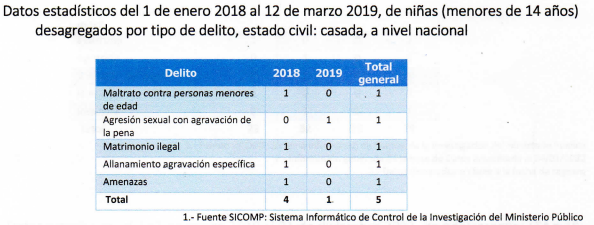 Datos estadísticos del 1 de enero 2018 al 12 de marzo 2019, de niñas (menores de 14 años)
desagregados por tipo de delito, estado civil: casada, a nivel nacional
Delito 2018 2019 Total general
Maltrato contra personas menores de edad 1 0 1
Agresión sexual con agravación de la pena 0 1 1
Matrimonio ilegal 1 0 1
Allanamiento agravación específica 1 0 1
Amenazas 1 0 1
Total 4 1 5
1.- Fuente SICOMP: Sistema Informático de Control de la Investigación del Ministerio Público